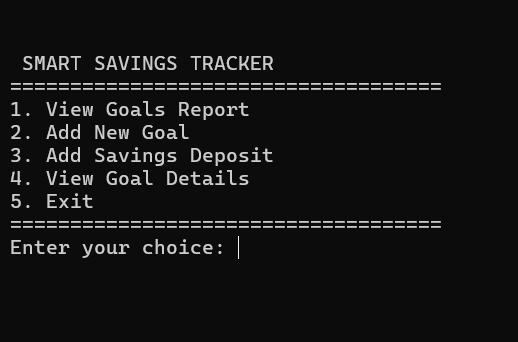 SMART SAVINGS TRACKER
====================================
1. View Goals Report
2. Add New Goal
3. Add Savings Deposit
4. View Goal Details
5. Exit
====================================
Enter your choice: